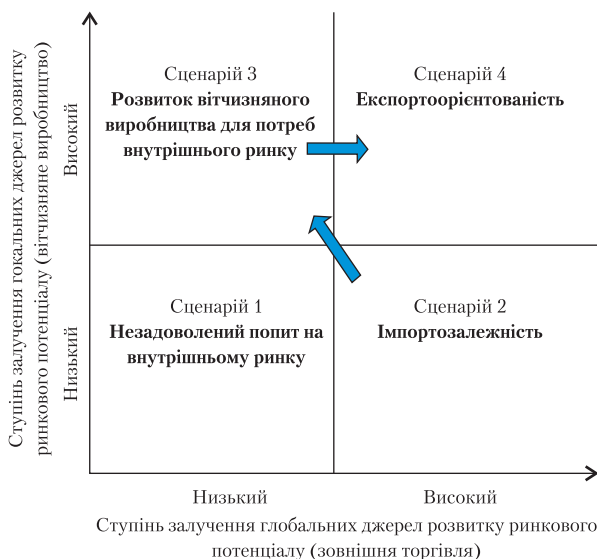 Ступінь залучення гокальних джерел розвитку
ринкового потенціалу (вітчизняне виробництво)
Високий
Низький
Сценарій 3
Розвиток вітчизняного
виробництва для потреб
внутрішнього ринку
Сценарій 4
Експортоорієнтованість
Сценарій 1
Незадоволений попит на
внутрішньому ринку
Сценарій 2
Імпортозалежність
Низький
Високий
Ступінь залучення глобальних джерел розвитку ринкового
потенціалу (зовнішня торгівля)